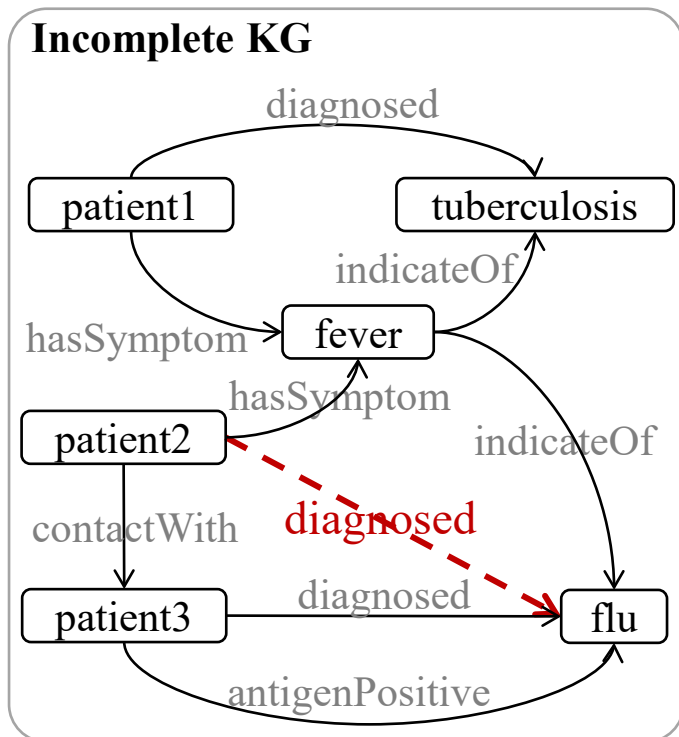 Incomplete KG
diagnosed
patient1
tuberculosis
indicateOf
hasSymptom
fever
hasSymptom
patient2
indicateOf
diagnosed
contactWith
diagnosed
patient3
flu
antigenPositive